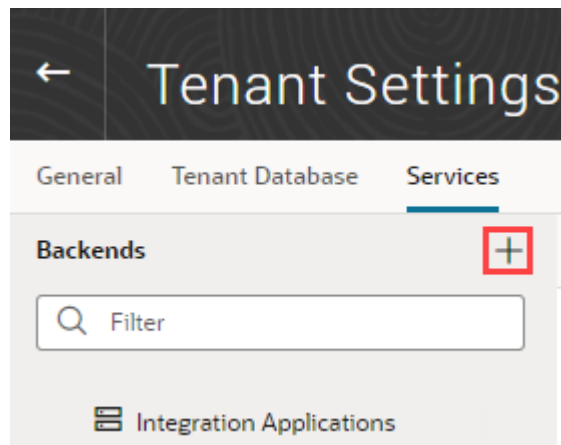 Tenant Settings
General Tenant Database Services
Backends
Filter
Integration Applications